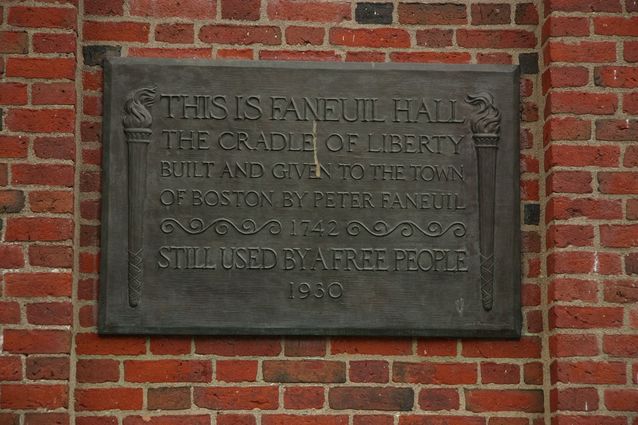 THIS IS FANEUIL HALL
THE CRADLE OF LIBERTY
BUILT AND GIVEN TO THE TOWN
OF BOSTON BY PETER FANEUIL
1742
STILL USED BY A FREE PEOPLE
1930